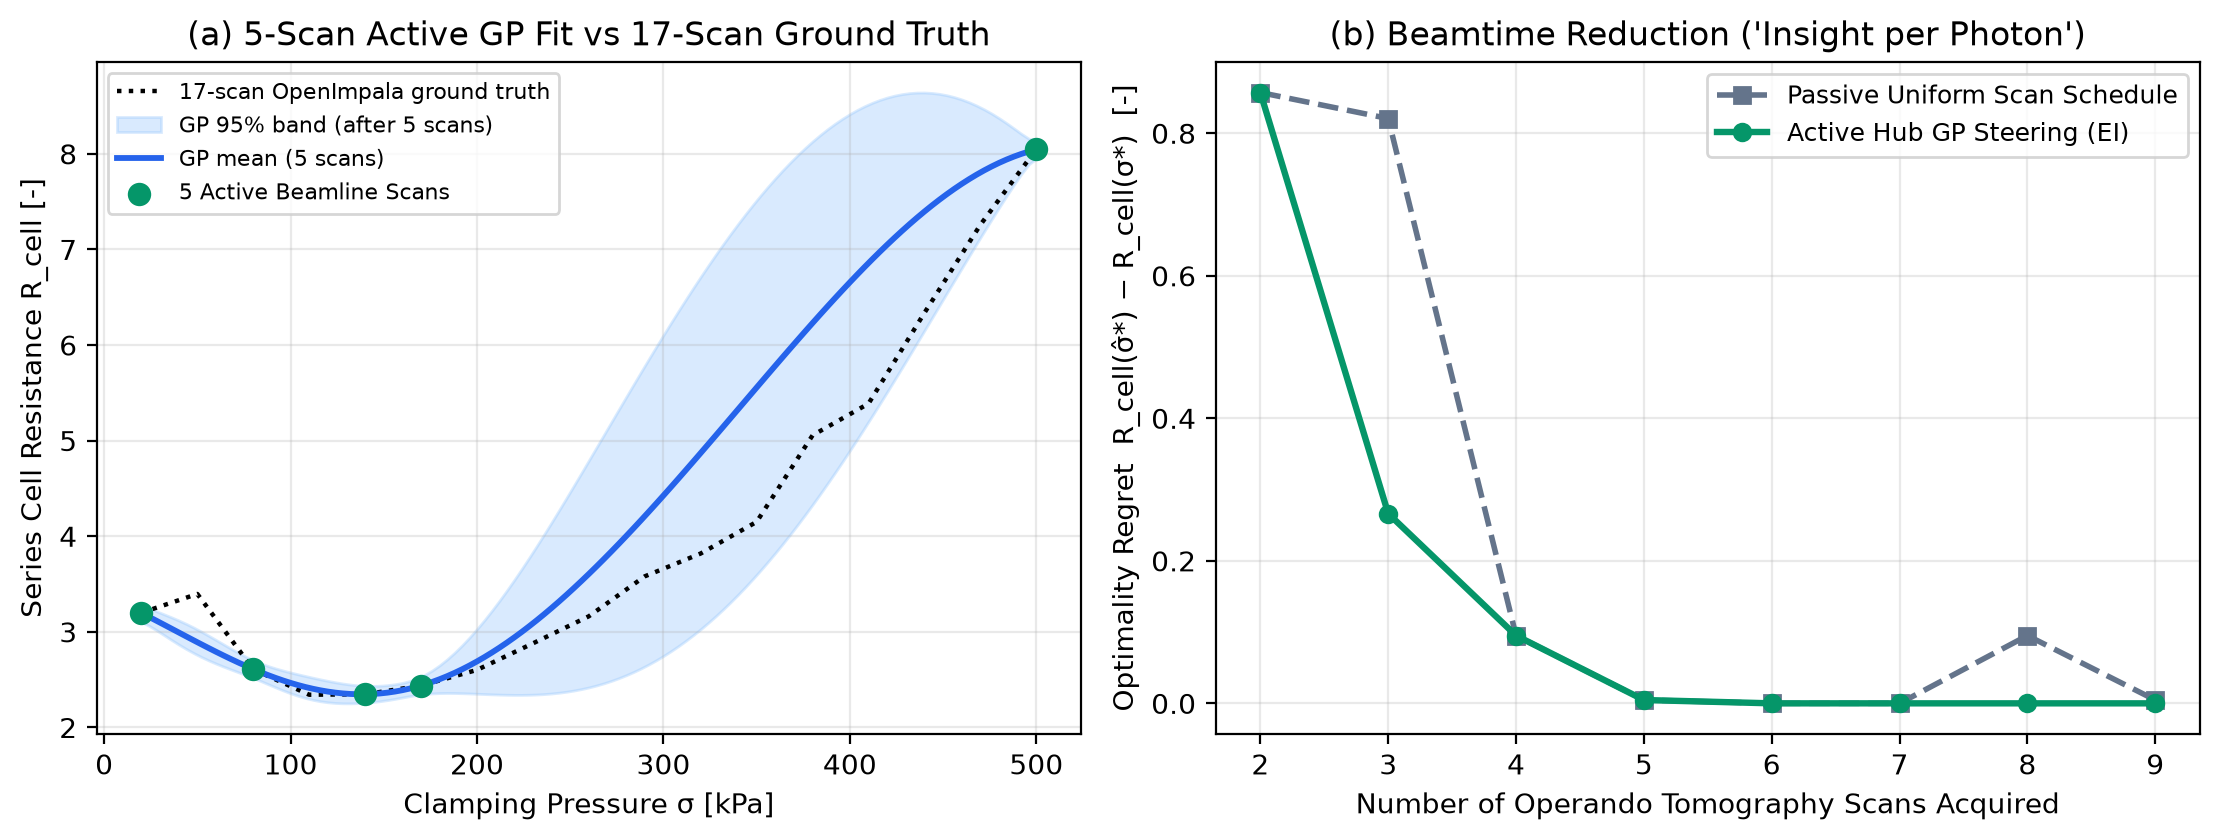 (a) 5-Scan Active GP Fit vs 17-Scan Ground Truth
17-scan OpenImpala ground truth
GP 95% band (after 5 scans)
GP mean (5 scans)
5 Active Beamline Scans
Series Cell Resistance R_cell [-]
8
7
6
5
4
3
2
0 100 200 300 400 500
Clamping Pressure σ [kPa]
(b) Beamtime Reduction ('Insight per Photon')
Passive Uniform Scan Schedule
Active Hub GP Steering (EI)
Optimality Regret R_cell(σ̂*) − R_cell(σ*) [-]
0.8
0.6
0.4
0.2
0.0
2 3 4 5 6 7 8 9
Number of Operando Tomography Scans Acquired